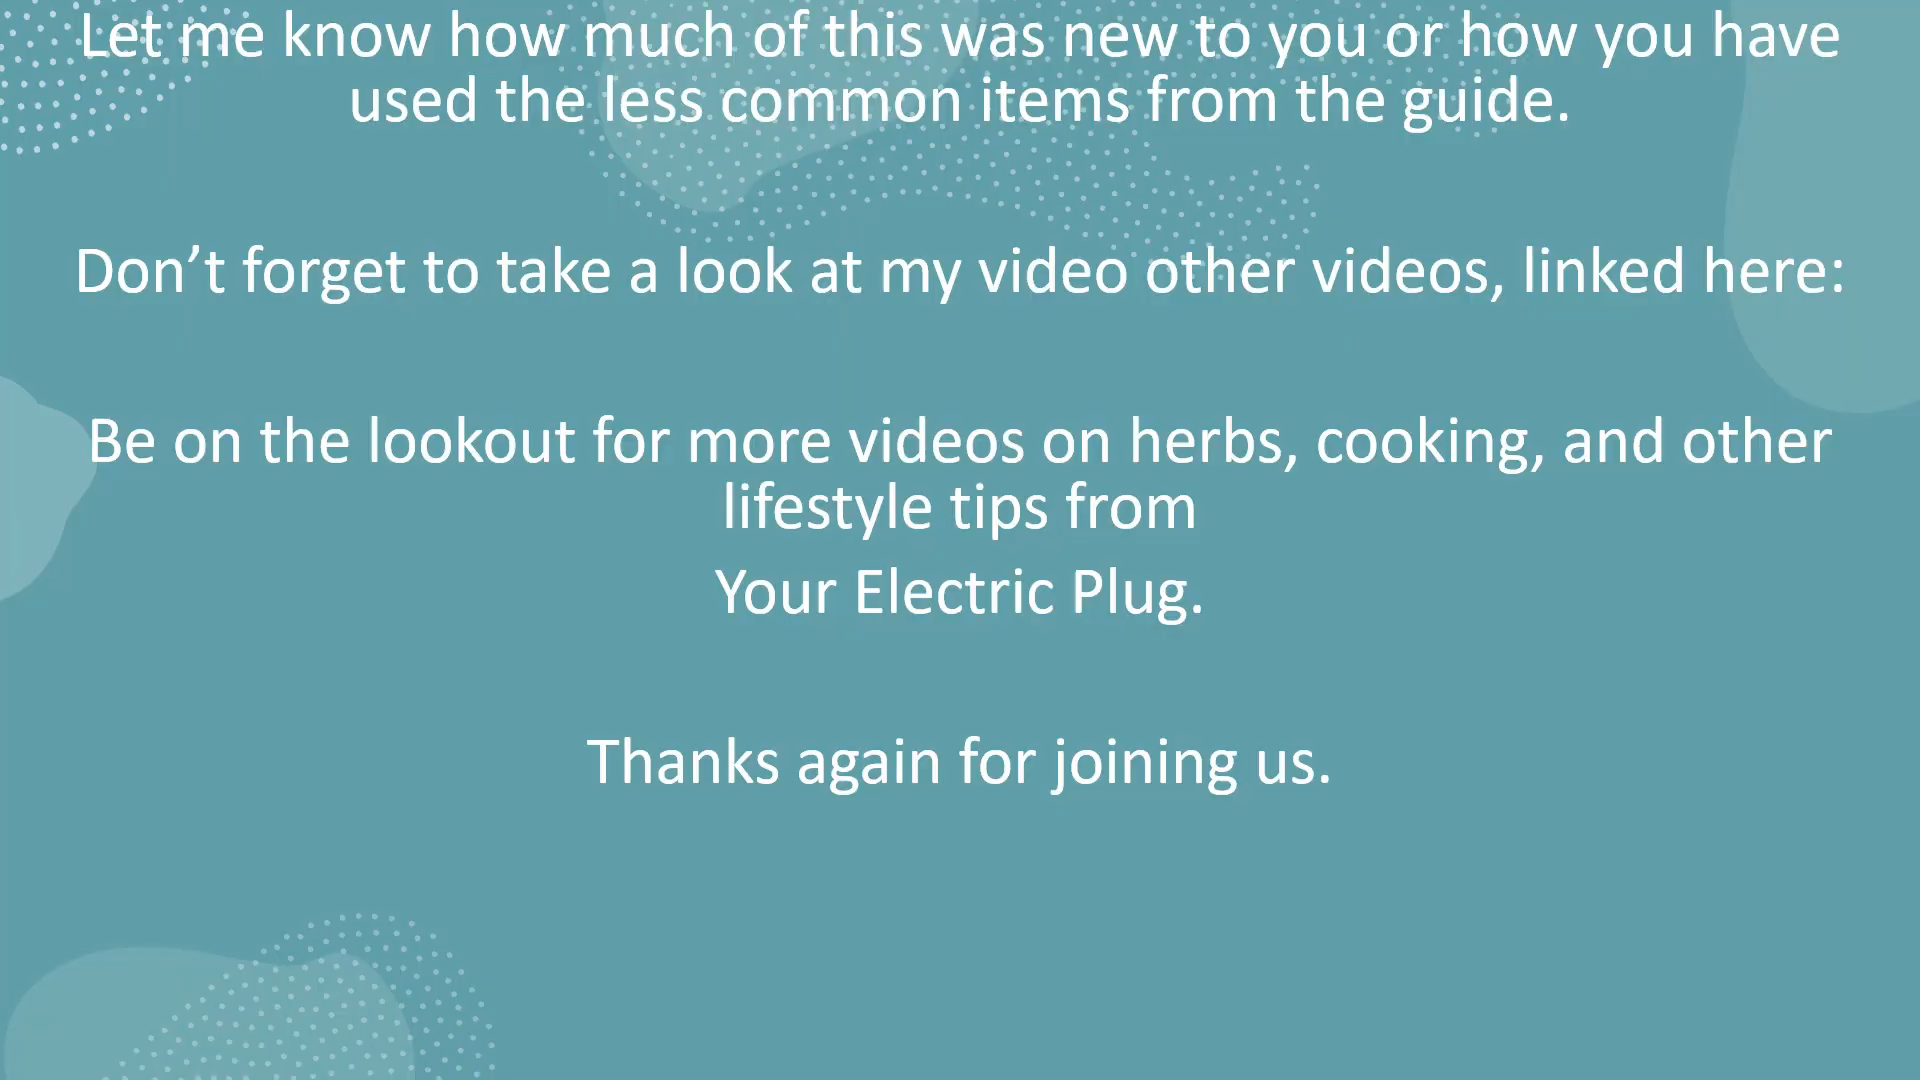 Let me know how much of this was new to you or how you have
used the less common items from the guide.
Don’t forget to take a look at my video other videos, linked here:
Be on the lookout for more videos on herbs, cooking, and other
lifestyle tips from
Your Electric Plug.
Thanks again for joining us.